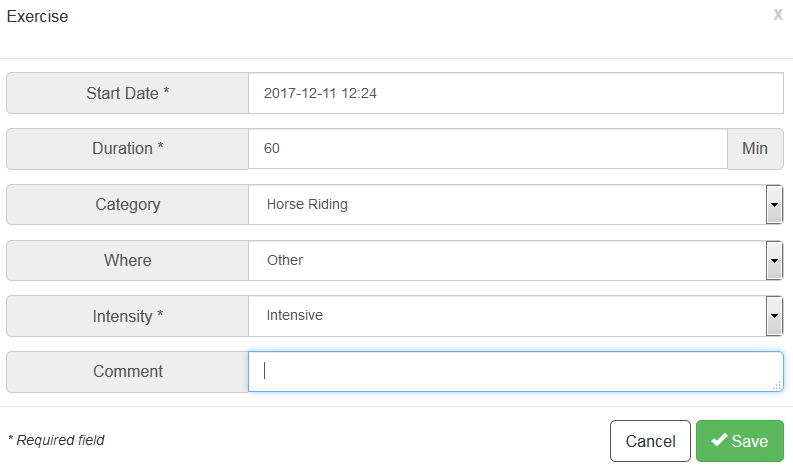 Exercise x
Start Date * 2017-12-11 12:24
Duration * 60 Min
Category Horse Riding
Where Other
Intensity * Intensive
Comment
* Required field Cancel Save